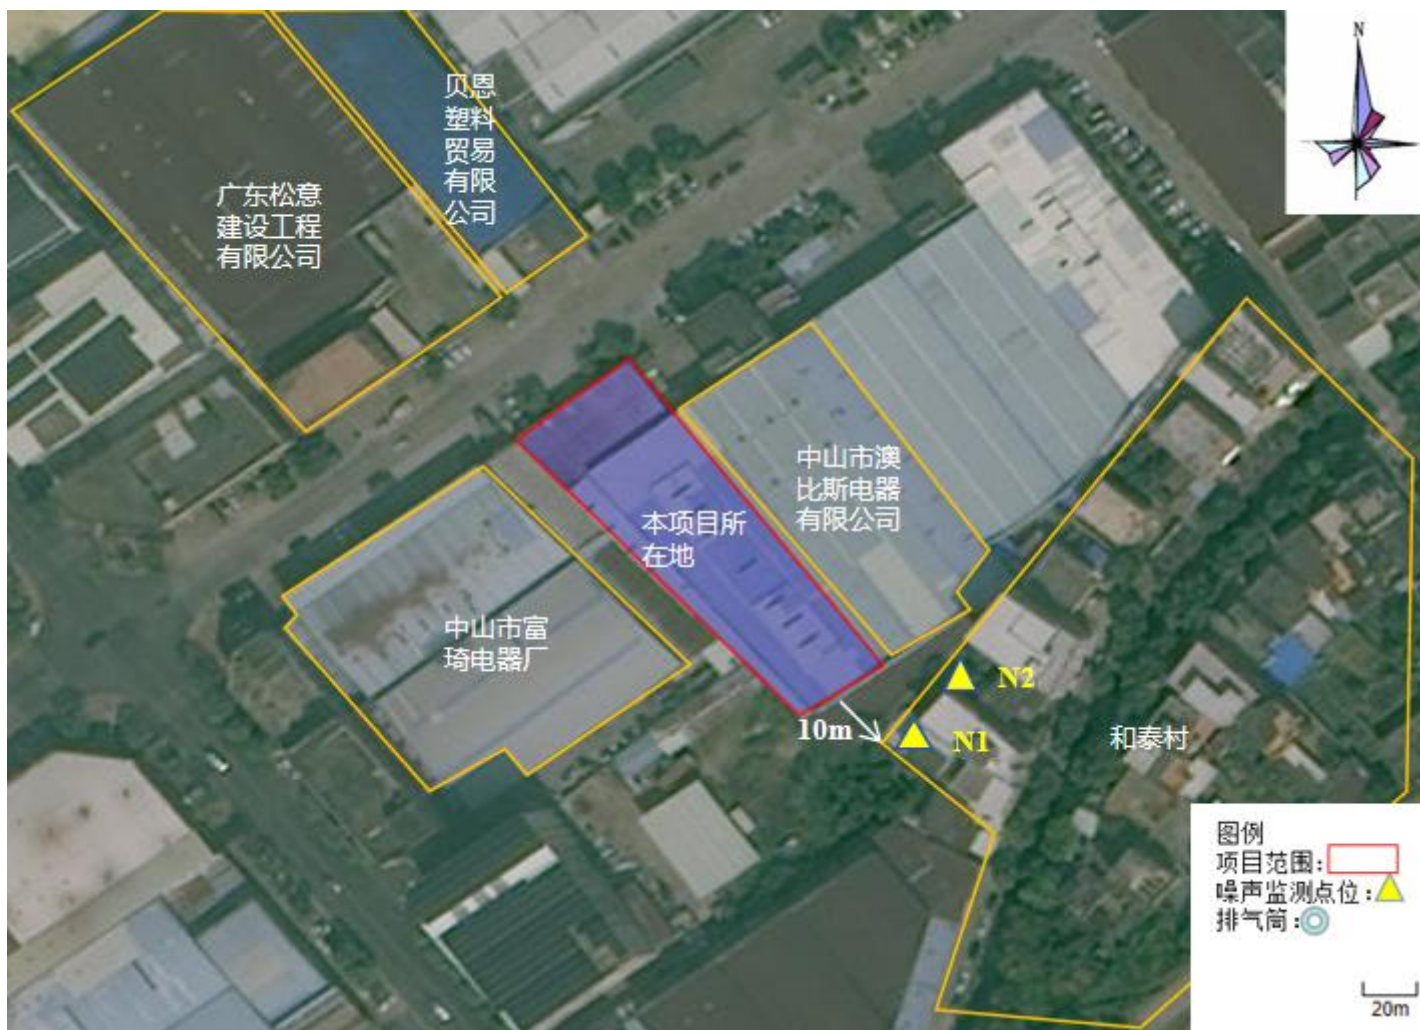 N
贝恩
塑料
贸易
有限
公司
广东松意
建设工程
有限公司
中山市澳
比斯电器
有限公司
本项目所
在地
中山市富
琦电器厂
N2
10m
N1
和泰村
图例
项目范围：
噪声监测点位：
排气筒：
20m